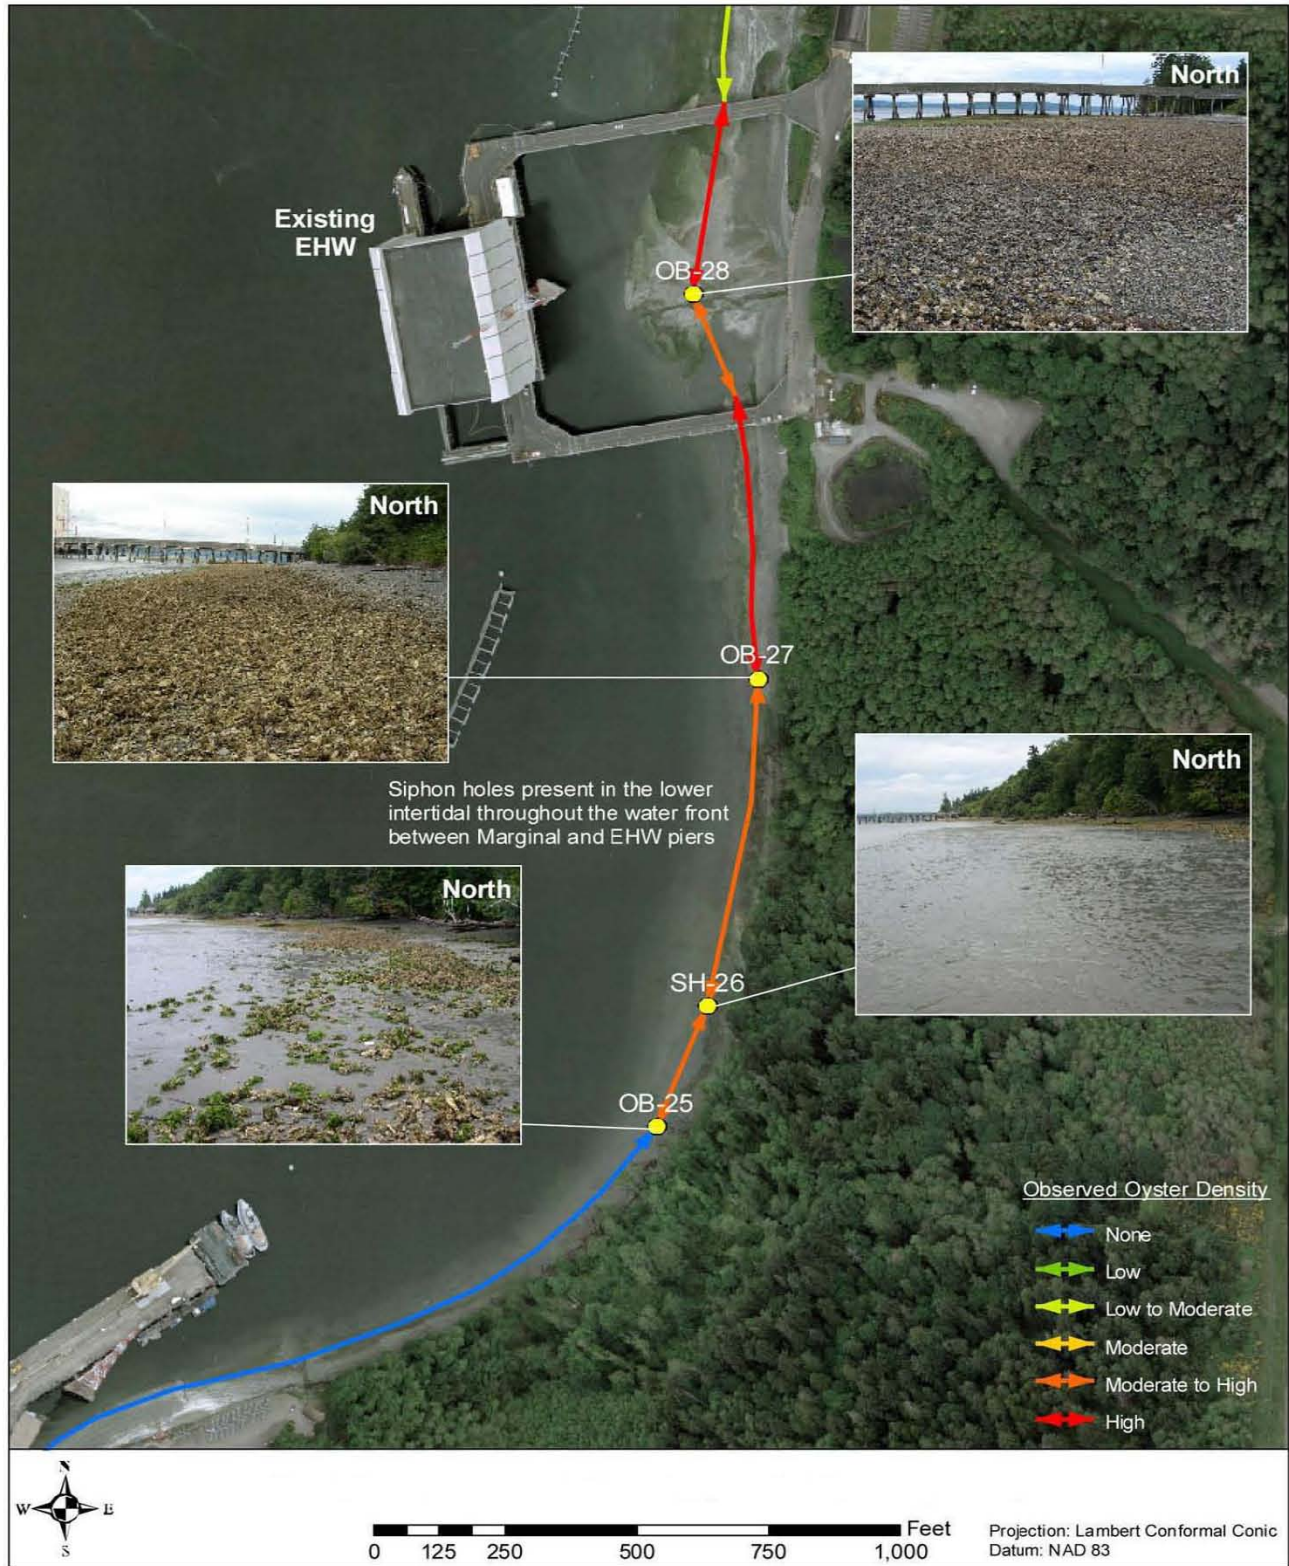 North
Existing
EHW
OB-28
North
OB-27
North
Siphon holes present in the lower
intertidal throughout the water front
between Marginal and EHW piers
North
SH-26
OB-25
Observed Oyster Density
None
Low
Low to Moderate
Moderate
Moderate to High
High
N
W E
S
Feet
0 125 250 500 750 1,000
Projection: Lambert Conformal Conic
Datum: NAD 83